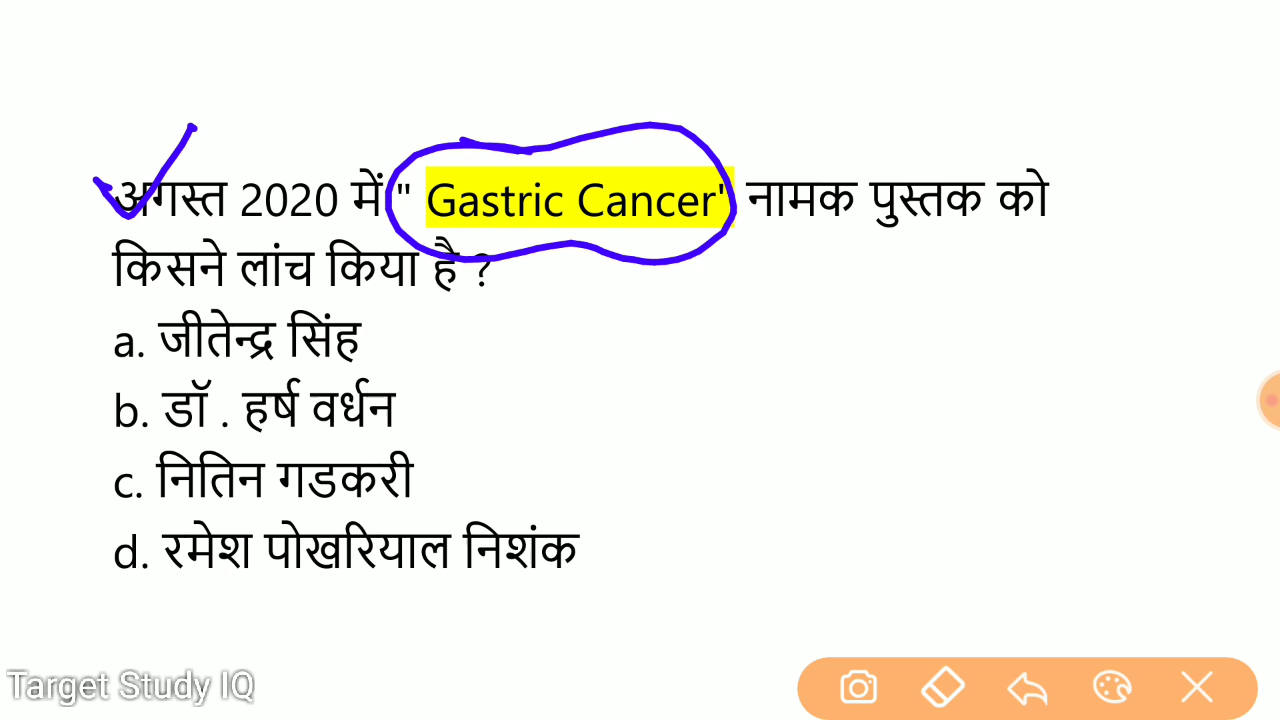 अगस्त 2020 में " Gastric Cancer" नामक पुस्तक को
किसने लांच किया है ?
a. जीतेन्द्र सिंह
b. डॉ . हर्ष वर्धन
c. नितिन गडकरी
d. रमेश पोखरियाल निशंक
Target Study IQ